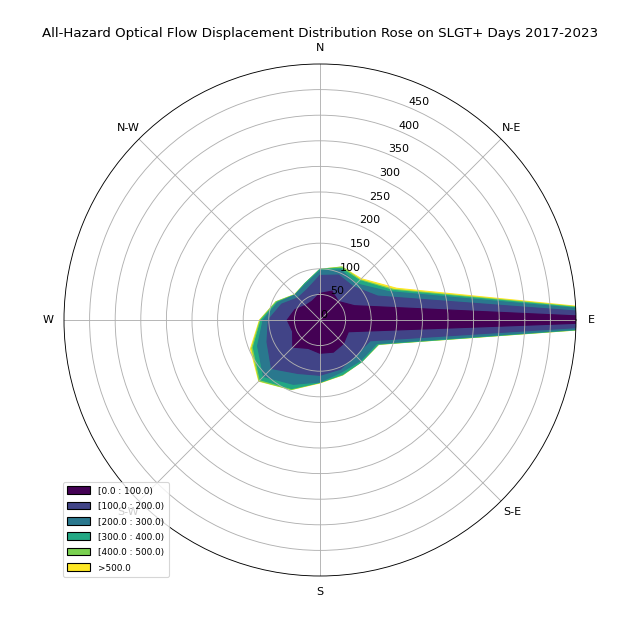 All-Hazard Optical Flow Displacement Distribution Rose on SLGT+ Days 2017-2023
N
N-W
N-E
450
400
350
300
250
200
150
100
50
0
W
E
S-W
S-E
S
[0.0 : 100.0)
[100.0 : 200.0)
[200.0 : 300.0)
[300.0 : 400.0)
[400.0 : 500.0)
>500.0